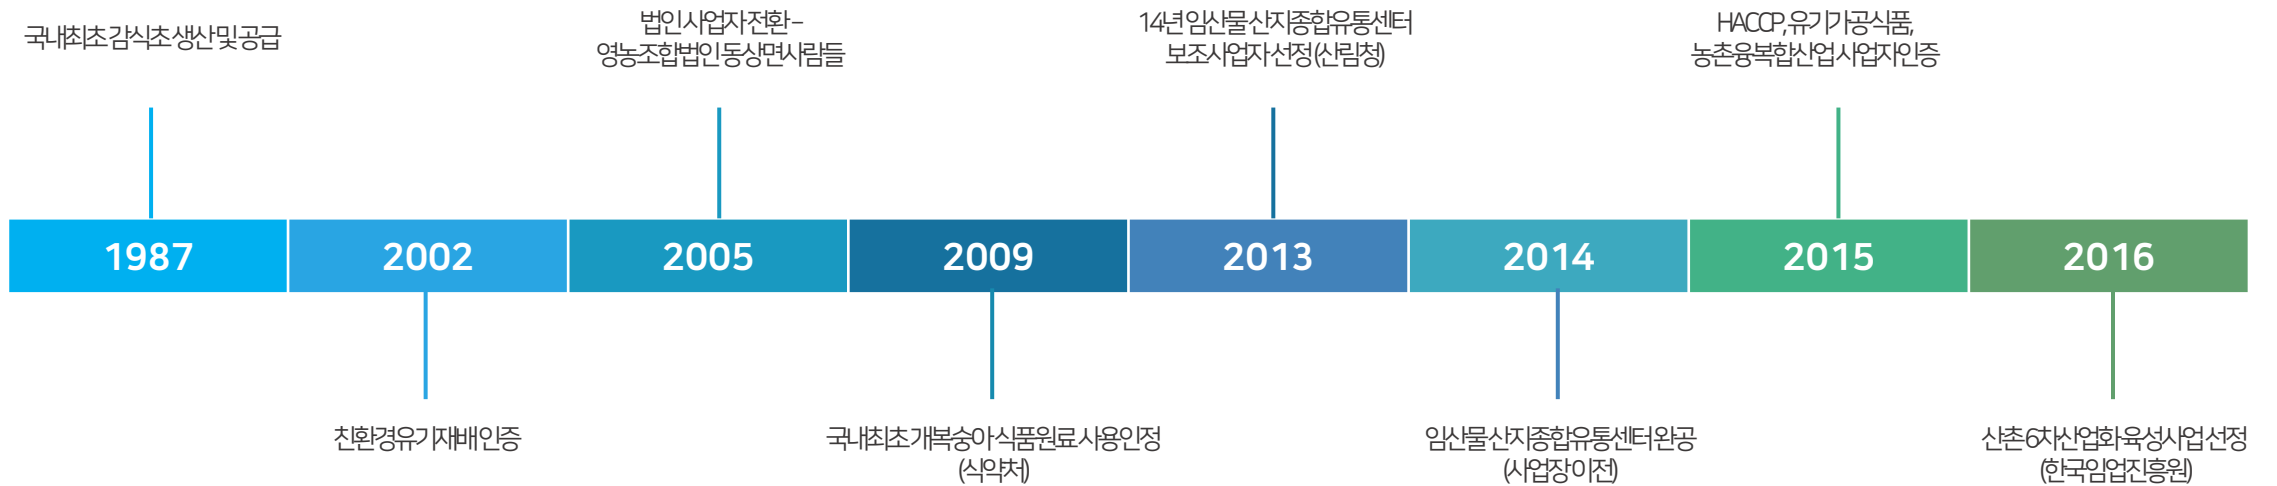 국내최초 감식초 생산 및 공급
법인 사업자 전환 –
영농조합법인 동상면사람들
14년 임산물 산지종합유통센터
보조사업자 선정 (산림청)
HACCP, 유기가공식품,
농촌융복합산업 사업자 인증
1987
2002
2005
2009
2013
2014
2015
2016
친환경유기재배 인증
국내최초 개복숭아 식품원료 사용인정
(식약처)
임산물 산지종합유통센터 완공
(사업장 이전)
산촌 6차산업화 육성사업 선정
(한국임업진흥원)